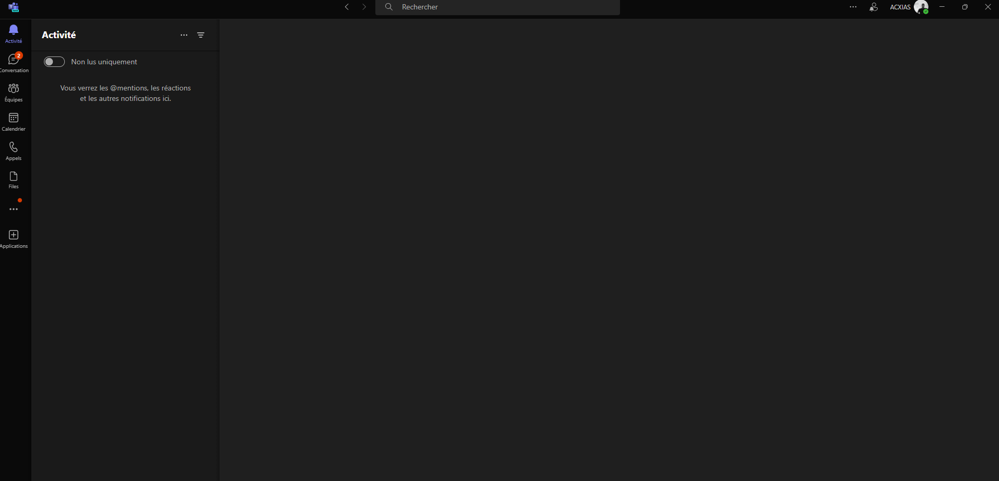 Rechercher
ACXIAS
Activité
Activité
Non lus uniquement
Vous verrez les @mentions, les réactions
et les autres notifications ici.
2
Conversation
Équipes
Calendrier
Appels
Files
Applications